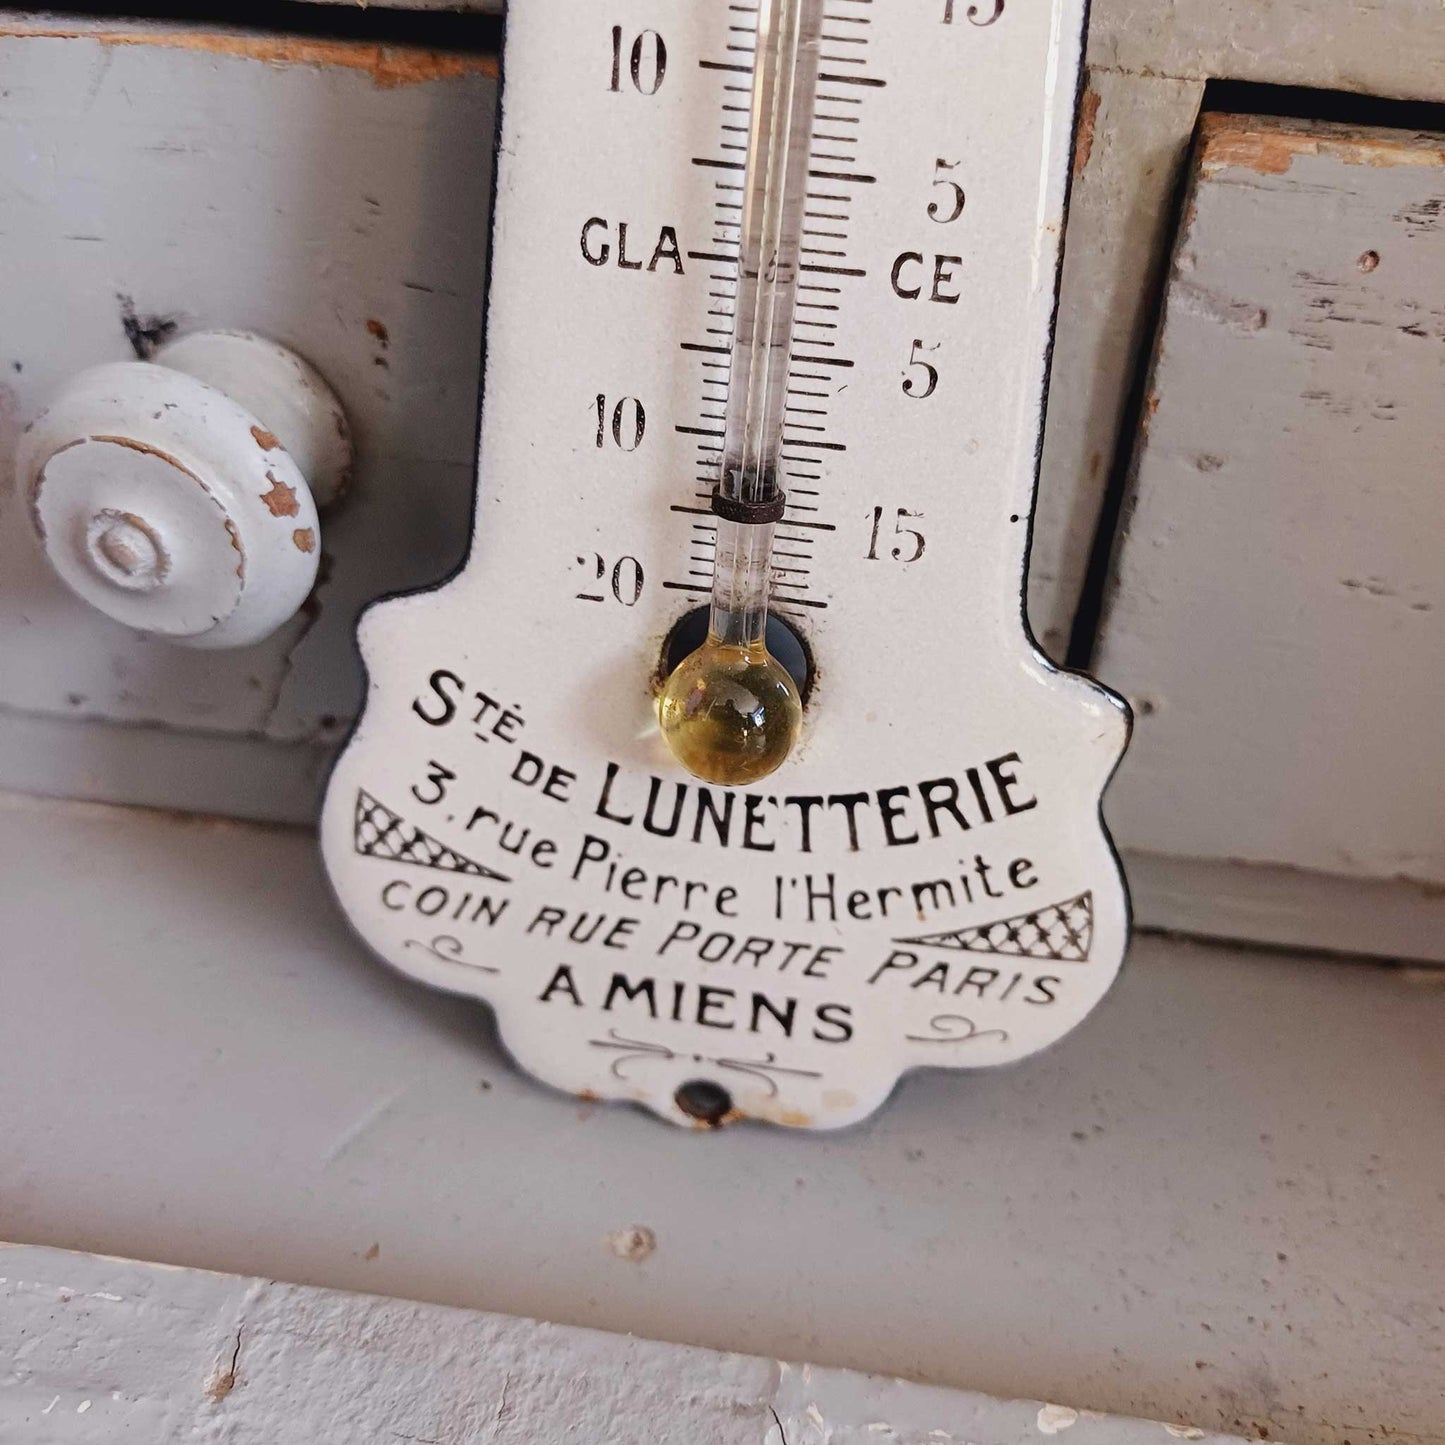 15
10
5
GLA CE
5
10
15
20
STÉ DE LUNETTERIE
3. rue Pierre l'Hermite
COIN RUE PORTE PARIS
AMIENS